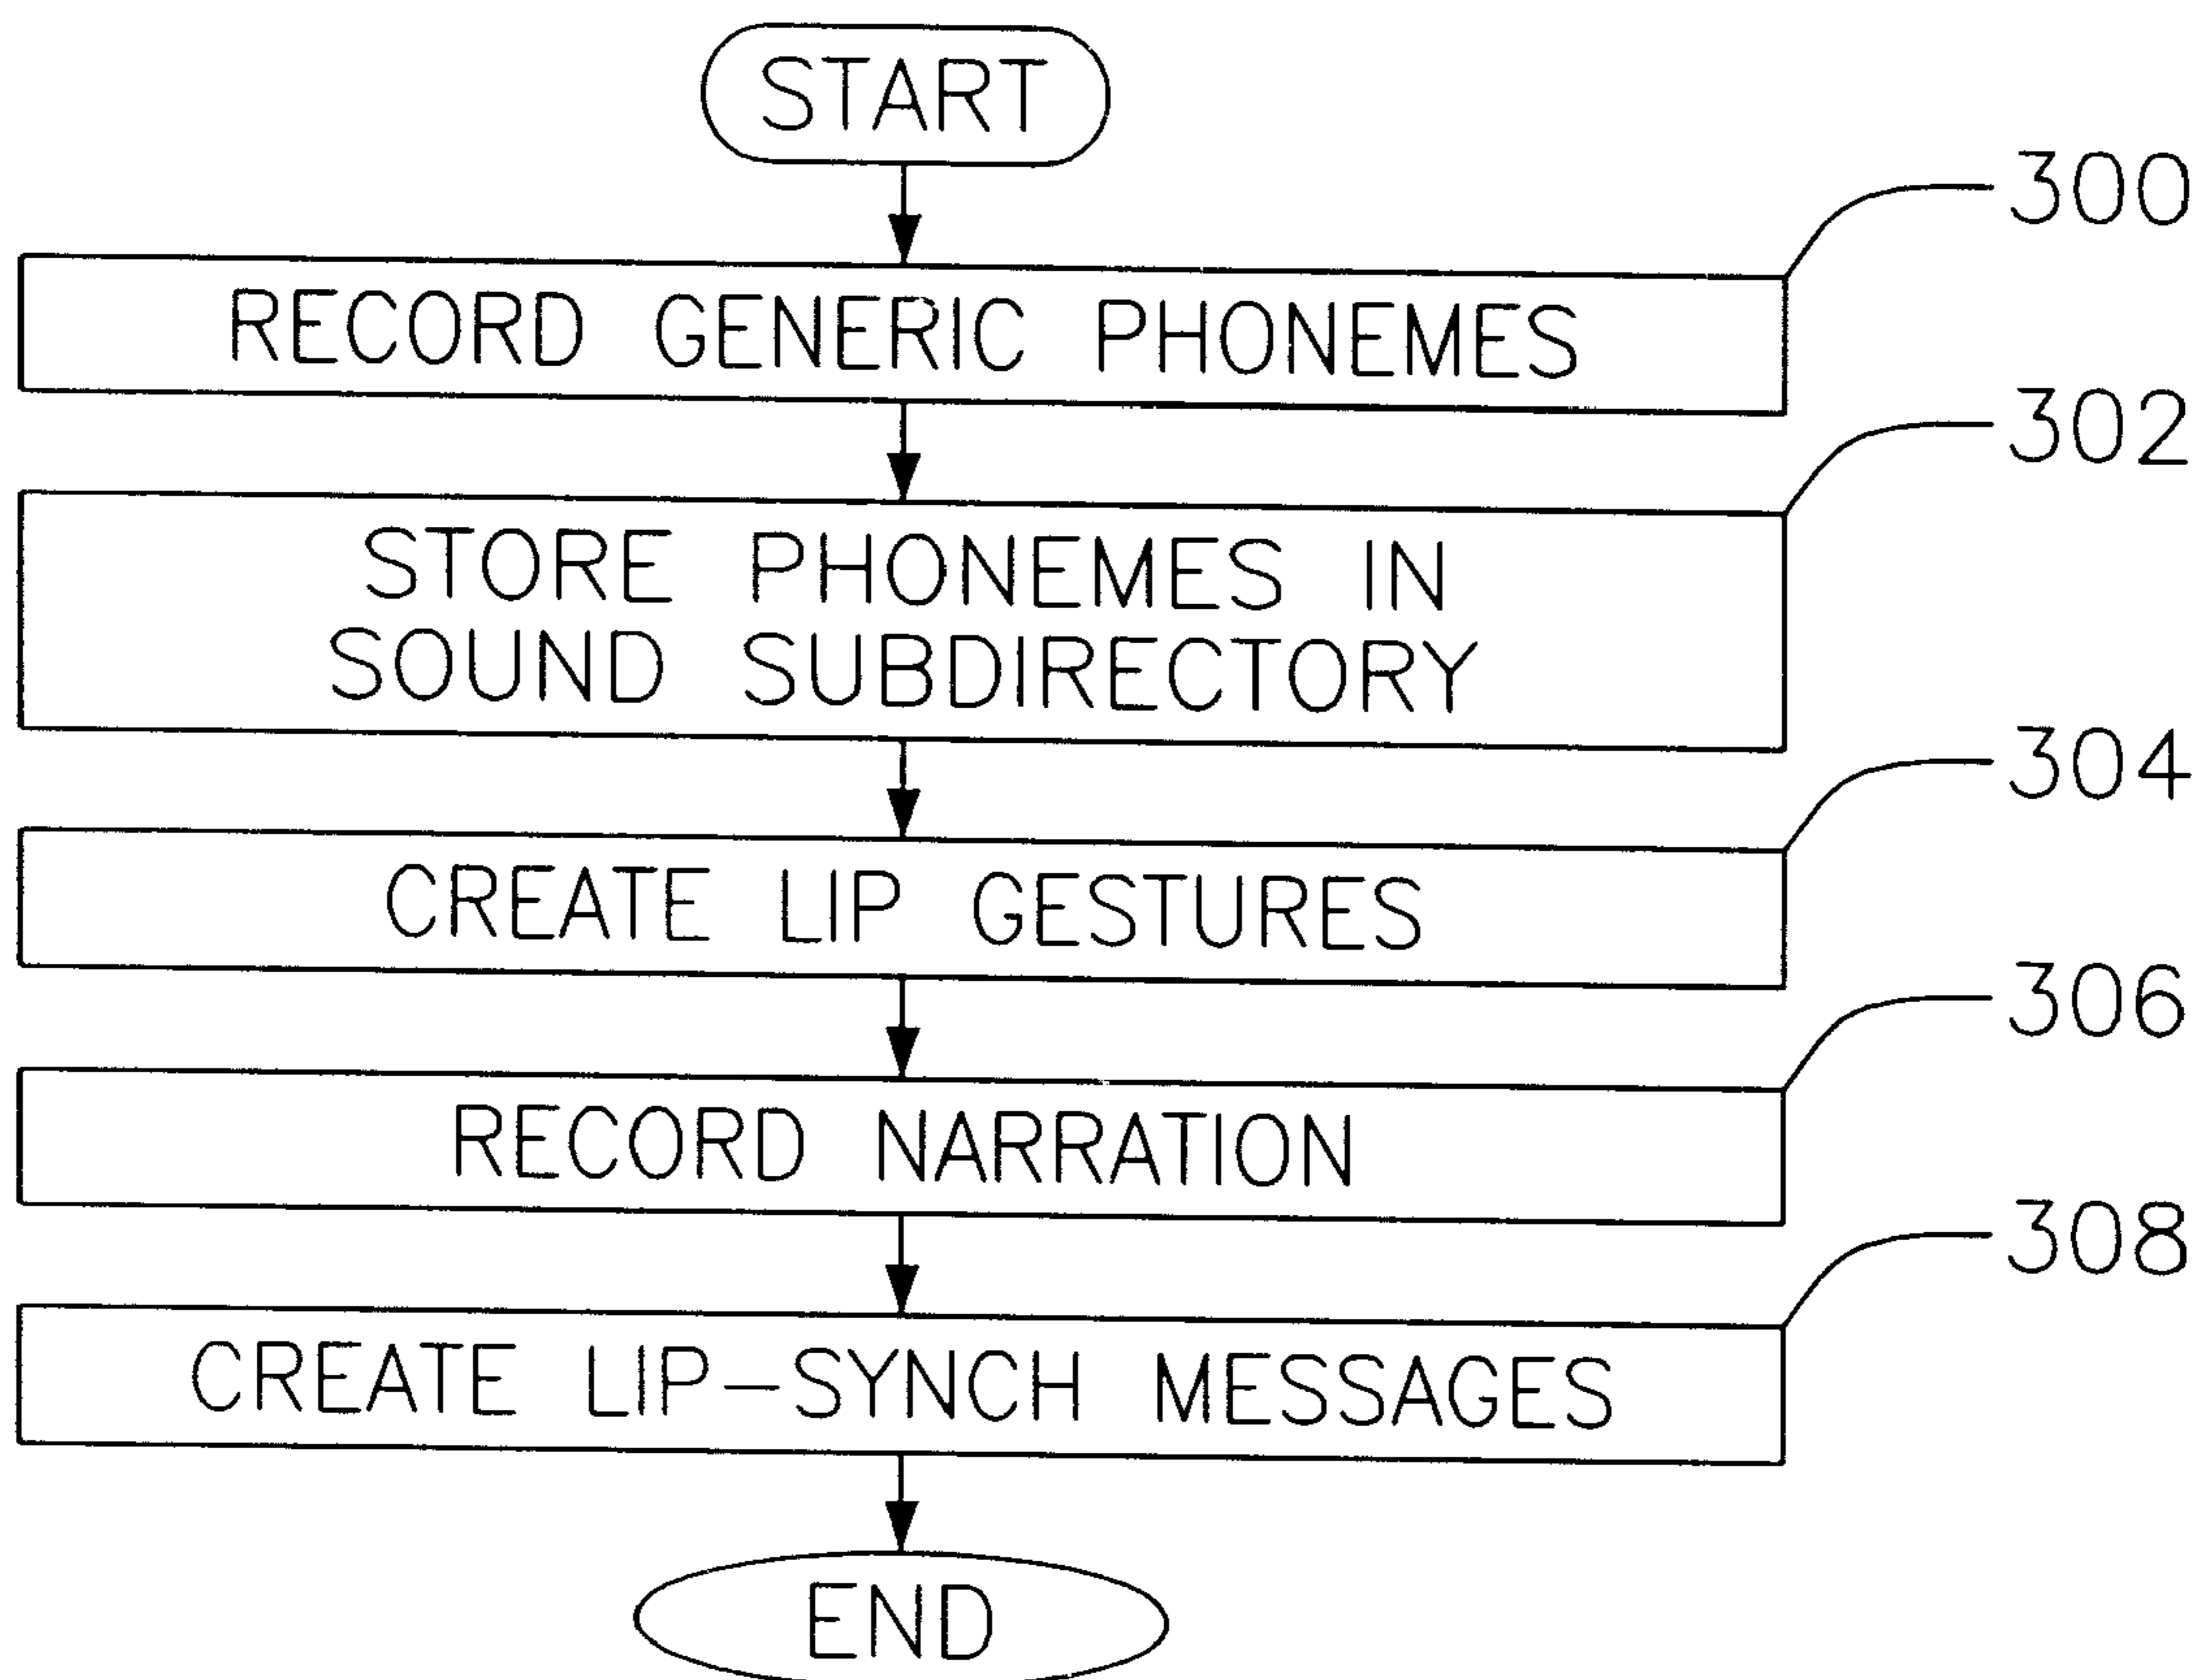 START
300
RECORD GENERIC PHONEMES
302
STORE PHONEMES IN
SOUND SUBDIRECTORY
304
CREATE LIP GESTURES
306
RECORD NARRATION
308
CREATE LIP-SYNCH MESSAGES
END